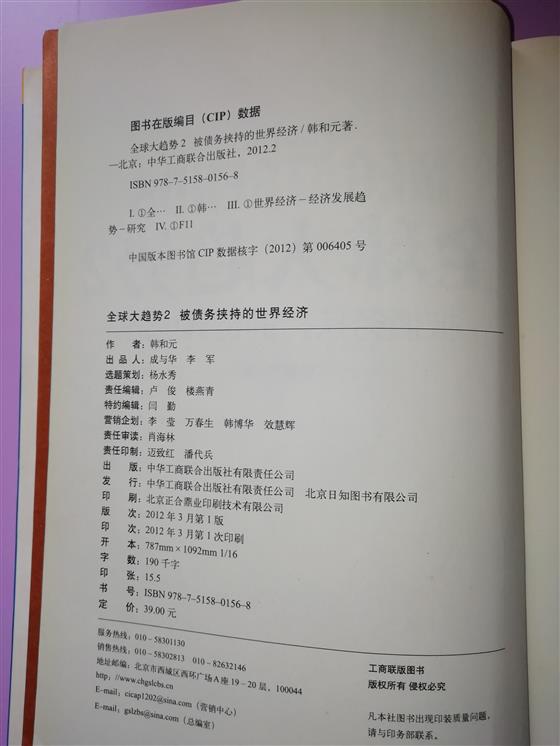 图书在版编目（CIP）数据
全球大趋势2 被债务挟持的世界经济/韩和元著.
—北京：中华工商联合出版社，2012.2
ISBN 978-7-5158-0156-8
I. ①全… II. ①韩… III. ①世界经济－经济发展趋
势－研究 IV. ①F11
中国版本图书馆CIP数据核字（2012）第006405号
全球大趋势2 被债务挟持的世界经济
作 者：韩和元
出 品 人：成与华 李 军
选题策划：杨水秀
责任编辑：卢 俊 楼燕青
特约编辑：闫 勤
营销企划：李 莹 万春生 韩博华 效慧辉
责任审读：肖海林
责任印制：迈致红 潘代兵
出 版：中华工商联合出版社有限责任公司
发 行：中华工商联合出版社有限责任公司 北京日知图书有限公司
印 刷：北京正合鼎业印刷技术有限公司
版 次：2012年3月第1版
印 次：2012年3月第1次印刷
开 本：787mm×1092mm 1/16
字 数：190千字
印 张：15.5
书 号：ISBN 978-7-5158-0156-8
定 价：39.00元
服务热线：010-58301130
销售热线：010-58302813 010-82632146
地址邮编：北京市西城区西环广场A座19-20层，100044
http：//www.chgslcbs.cn
E-mail：cicap1202@sina.com（营销中心）
E-mail：gslzbs@sina.com（总编室）
工商联版图书
版权所有 侵权必究
凡本社图书出现印装质量问题，
请与印务部联系。